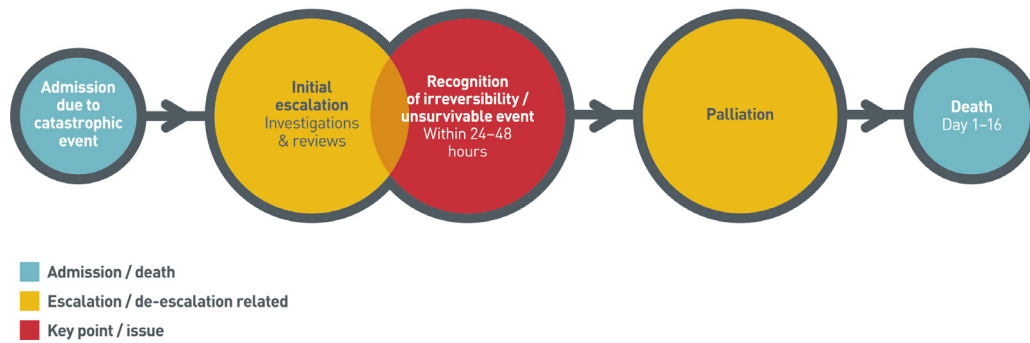 Admission
due to
catastrophic
event
Initial
escalation
Investigations
& reviews
Recognition
of irreversibility /
unsurvivable event
Within 24–48
hours
Palliation
Death
Day 1–16
Admission / death
Escalation / de-escalation related
Key point / issue